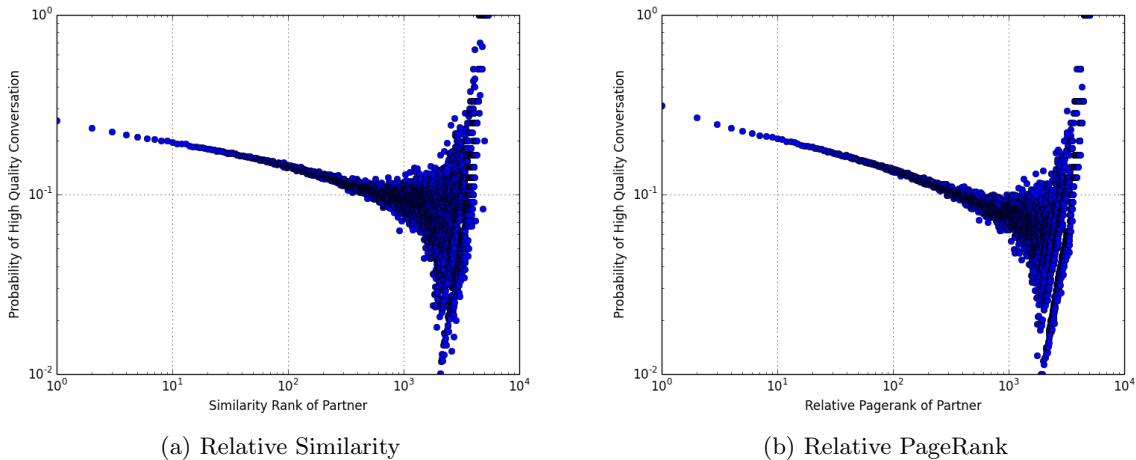 10^0
10^-1
10^-2
Probability of High Quality Conversation
10^0 10^1 10^2 10^3 10^4
Similarity Rank of Partner
(a) Relative Similarity
10^0
10^-1
10^-2
Probability of High Quality Conversation
10^0 10^1 10^2 10^3 10^4
Relative Pagerank of Partner
(b) Relative PageRank